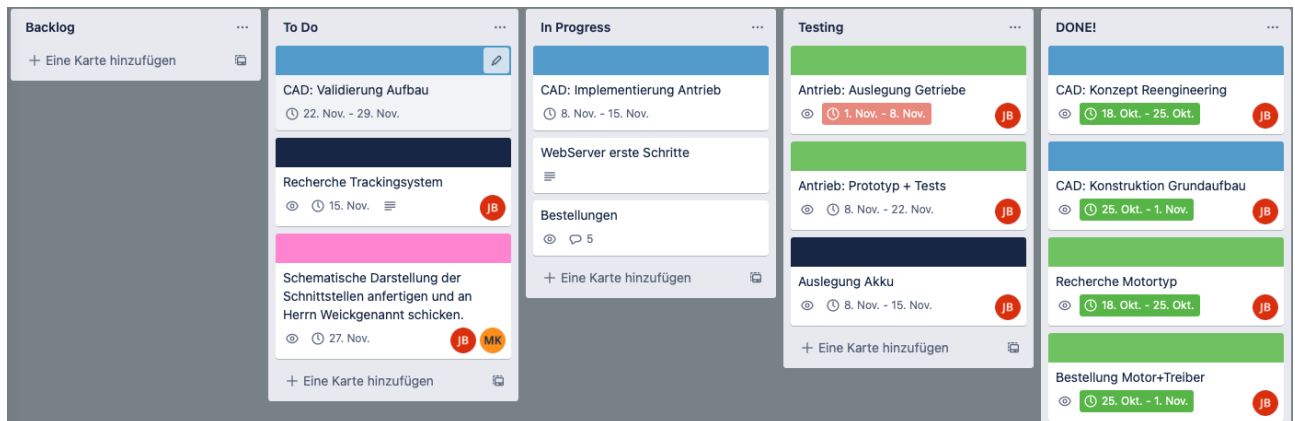 Backlog
+ Eine Karte hinzufügen
To Do
CAD: Validierung Aufbau
22. Nov. - 29. Nov.
Recherche Trackingsystem
15. Nov.
JB
Schematische Darstellung der
Schnittstellen anfertigen und an
Herrn Weickgenannt schicken.
27. Nov.
JB
MK
+ Eine Karte hinzufügen
In Progress
CAD: Implementierung Antrieb
8. Nov. - 15. Nov.
WebServer erste Schritte
Bestellungen
5
+ Eine Karte hinzufügen
Testing
Antrieb: Auslegung Getriebe
1. Nov. - 8. Nov.
JB
Antrieb: Prototyp + Tests
8. Nov. - 22. Nov.
JB
Auslegung Akku
8. Nov. - 15. Nov.
JB
+ Eine Karte hinzufügen
DONE!
CAD: Konzept Reengineering
18. Okt. - 25. Okt.
JB
CAD: Konstruktion Grundaufbau
25. Okt. - 1. Nov.
JB
Recherche Motortyp
18. Okt. - 25. Okt.
JB
Bestellung Motor+Treiber
25. Okt. - 1. Nov.
JB